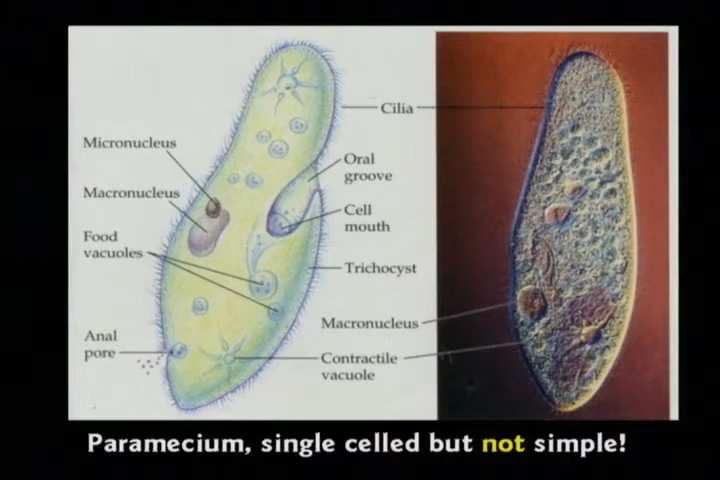 Cilia
Micronucleus
Oral
groove
Macronucleus
Cell
mouth
Food
vacuoles
Trichocyst
Macronucleus
Anal
pore
Contractile
vacuole
Paramecium, single celled but not simple!